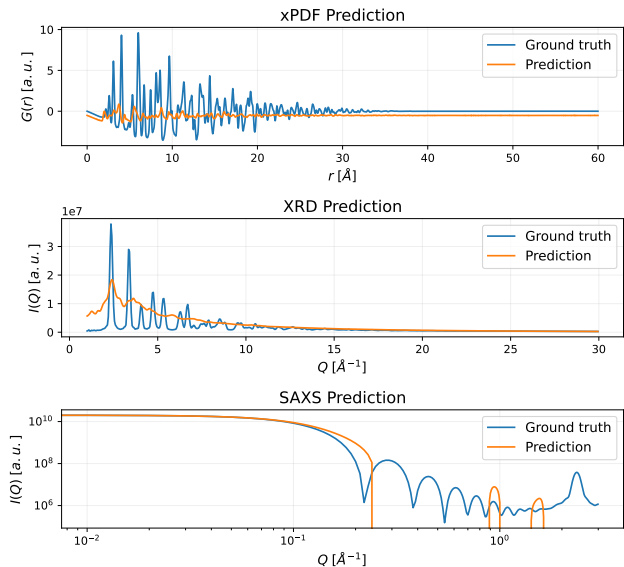 xPDF Prediction
10
5
0
G(r) [a. u.]
Ground truth
Prediction
0 10 20 30 40 50 60
r [Å]
XRD Prediction
1e7
3
2
1
0
I(Q) [a. u.]
Ground truth
Prediction
0 5 10 15 20 25 30
Q [Å⁻¹]
SAXS Prediction
10¹⁰
10⁸
10⁶
I(Q) [a. u.]
Ground truth
Prediction
10⁻² 10⁻¹ 10⁰
Q [Å⁻¹]